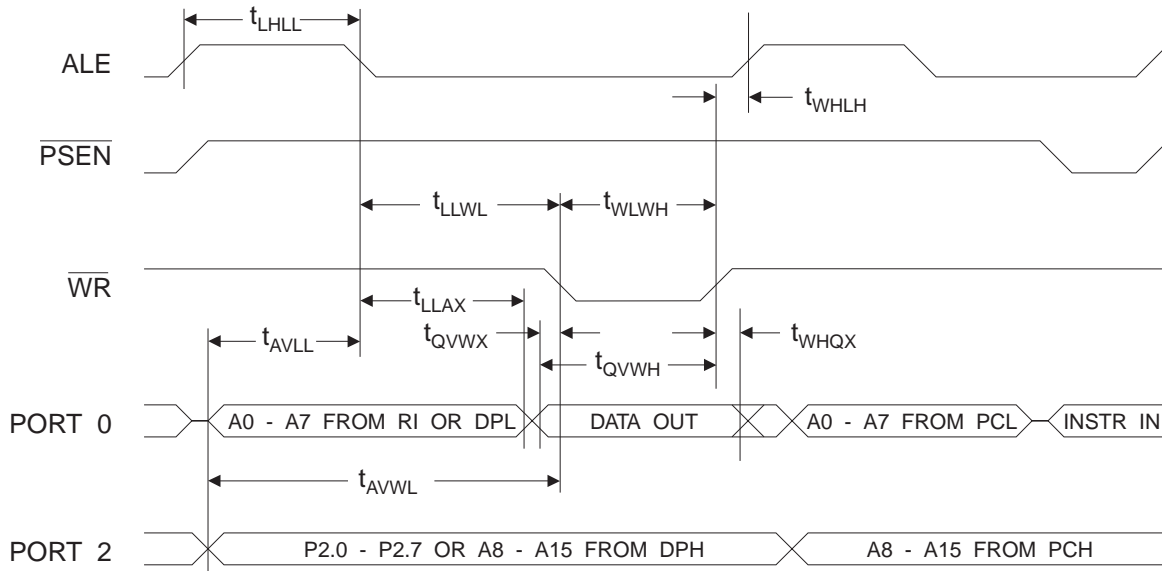 tLHLL
ALE
tWHLH
PSEN
tLLWL
tWLWH
WR
tLLAX
tAVLL
tQVWX
tWHQX
tQVWH
PORT 0
A0 - A7 FROM RI OR DPL
DATA OUT
A0 - A7 FROM PCL
INSTR IN
tAVWL
PORT 2
P2.0 - P2.7 OR A8 - A15 FROM DPH
A8 - A15 FROM PCH